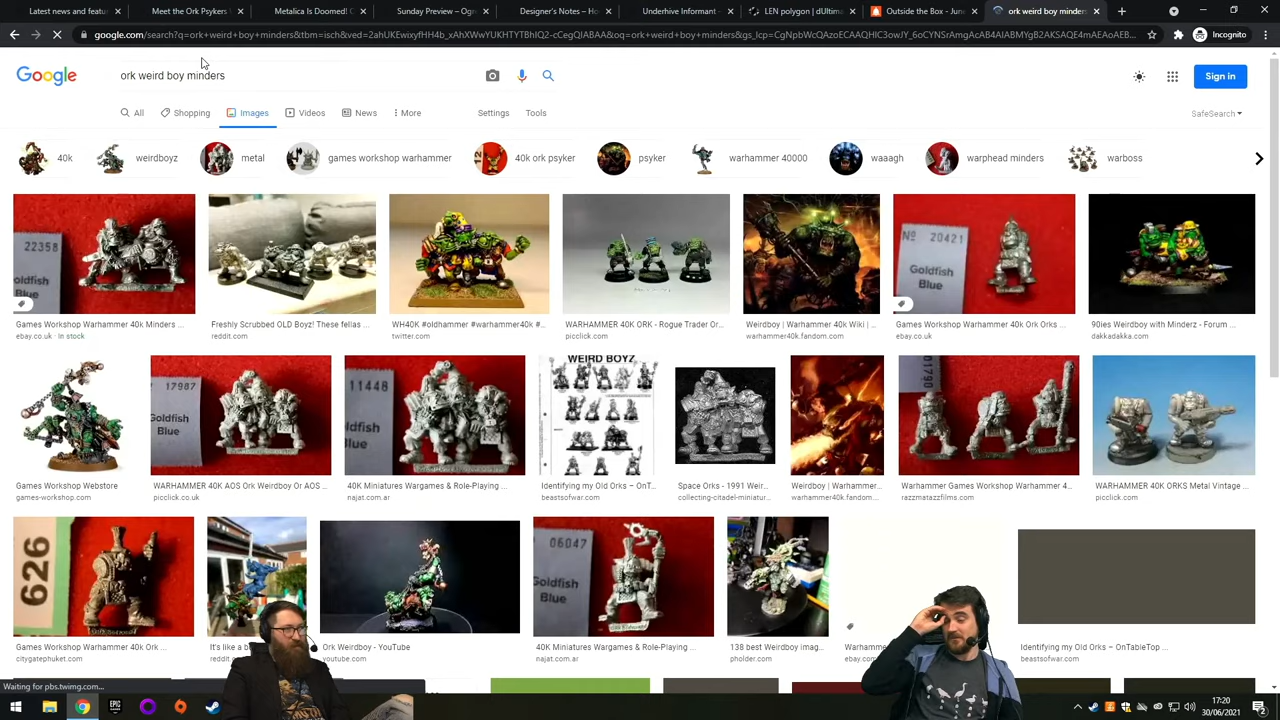 Meet the Ork Psykers
Metalica Is Doomed!
Sunday Preview – Ogr
Designer's Notes – Ho
Underhive Informant –
LEN polygon | dUltima
Outside the Box - Jun
ork weird boy minders
Incognito
Google
ork weird boy minders
Sign in
All
Shopping
Images
Videos
News
More
Settings
Tools
SafeSearch
40k
weirdboyz
metal
games workshop warhammer
40k ork psyker
psyker
warhammer 40000
waaagh
warphead minders
warboss
22358
Goldfish
Blue
№ 20421
Goldfish
Blue
Games Workshop Warhammer 40k Minders ...
ebay.co.uk · In stock
Freshly Scrubbed OLD Boyz! These fellas ...
reddit.com
WH40K #oldhammer #warhammer40k #...
twitter.com
WARHAMMER 40K ORK - Rogue Trader Or...
picclick.com
Weirdboy | Warhammer 40k Wiki | ...
warhammer40k.fandom.com
Games Workshop Warhammer 40k Ork Orks ...
ebay.co.uk
90ies Weirdboy with Minderz - Forum ...
dakkadakka.com
17987
Goldfish
Blue
11448
Goldfish
Blue
WEIRD BOYZ
01790
Games Workshop Webstore
games-workshop.com
WARHAMMER 40K AOS Ork Weirdboy Or AOS ...
picclick.co.uk
40K Miniatures Wargames & Role-Playing ...
najat.com.ar
Identifying my Old Orks – OnT...
beastsofwar.com
Space Orks - 1991 Weir...
collecting-citadel-miniatur...
Weirdboy | Warhammer...
warhammer40k.fandom...
Warhammer Games Workshop Warhammer 4...
razzmatazzfilms.com
WARHAMMER 40K ORKS Metal Vintage ...
picclick.com
626
06047
Games Workshop Warhammer 40k Ork ...
citygatephuket.com
It's like a b
reddit
Ork Weirdboy - YouTube
youtube.com
40K Miniatures Wargames & Role-Playing ...
najat.com.ar
138 best Weirdboy imag...
pholder.com
ebay.com
Identifying my Old Orks – OnTableTop ...
beastsofwar.com
Waiting for pbs.twimg.com...
17:20
30/06/2021